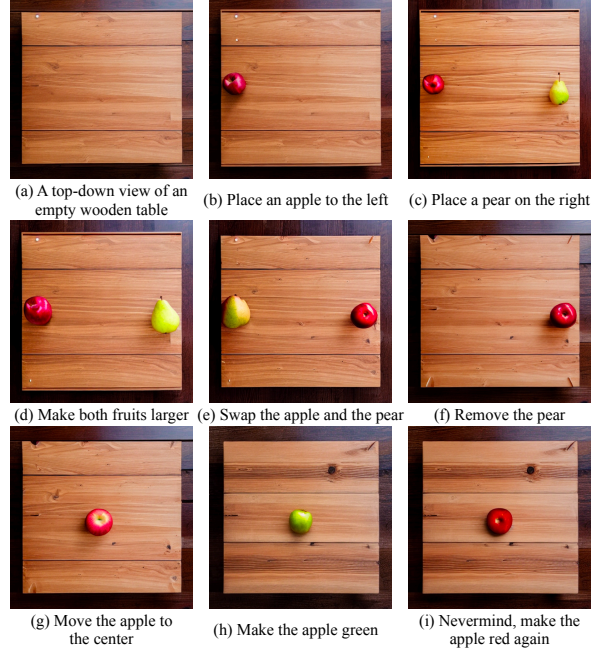 (a) A top-down view of an
empty wooden table
(b) Place an apple to the left
(c) Place a pear on the right
(d) Make both fruits larger
(e) Swap the apple and the pear
(f) Remove the pear
(g) Move the apple to
the center
(h) Make the apple green
(i) Nevermind, make the
apple red again